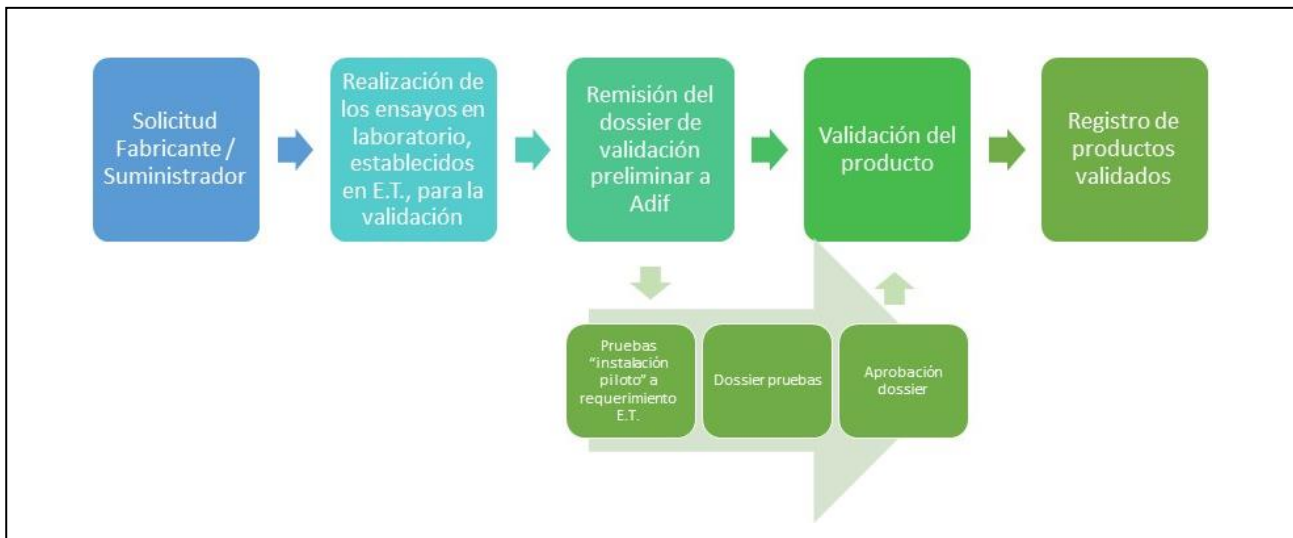 Solicitud
Fabricante /
Suministrador
Realización de
los ensayos en
laboratorio,
establecidos
en E.T., para la
validación
Remisión del
dossier de
validación
preliminar a
Adif
Validación del
producto
Registro de
productos
validados
Pruebas
“instalación
piloto” a
requerimiento
E.T.
Dossier pruebas
Aprobación
dossier